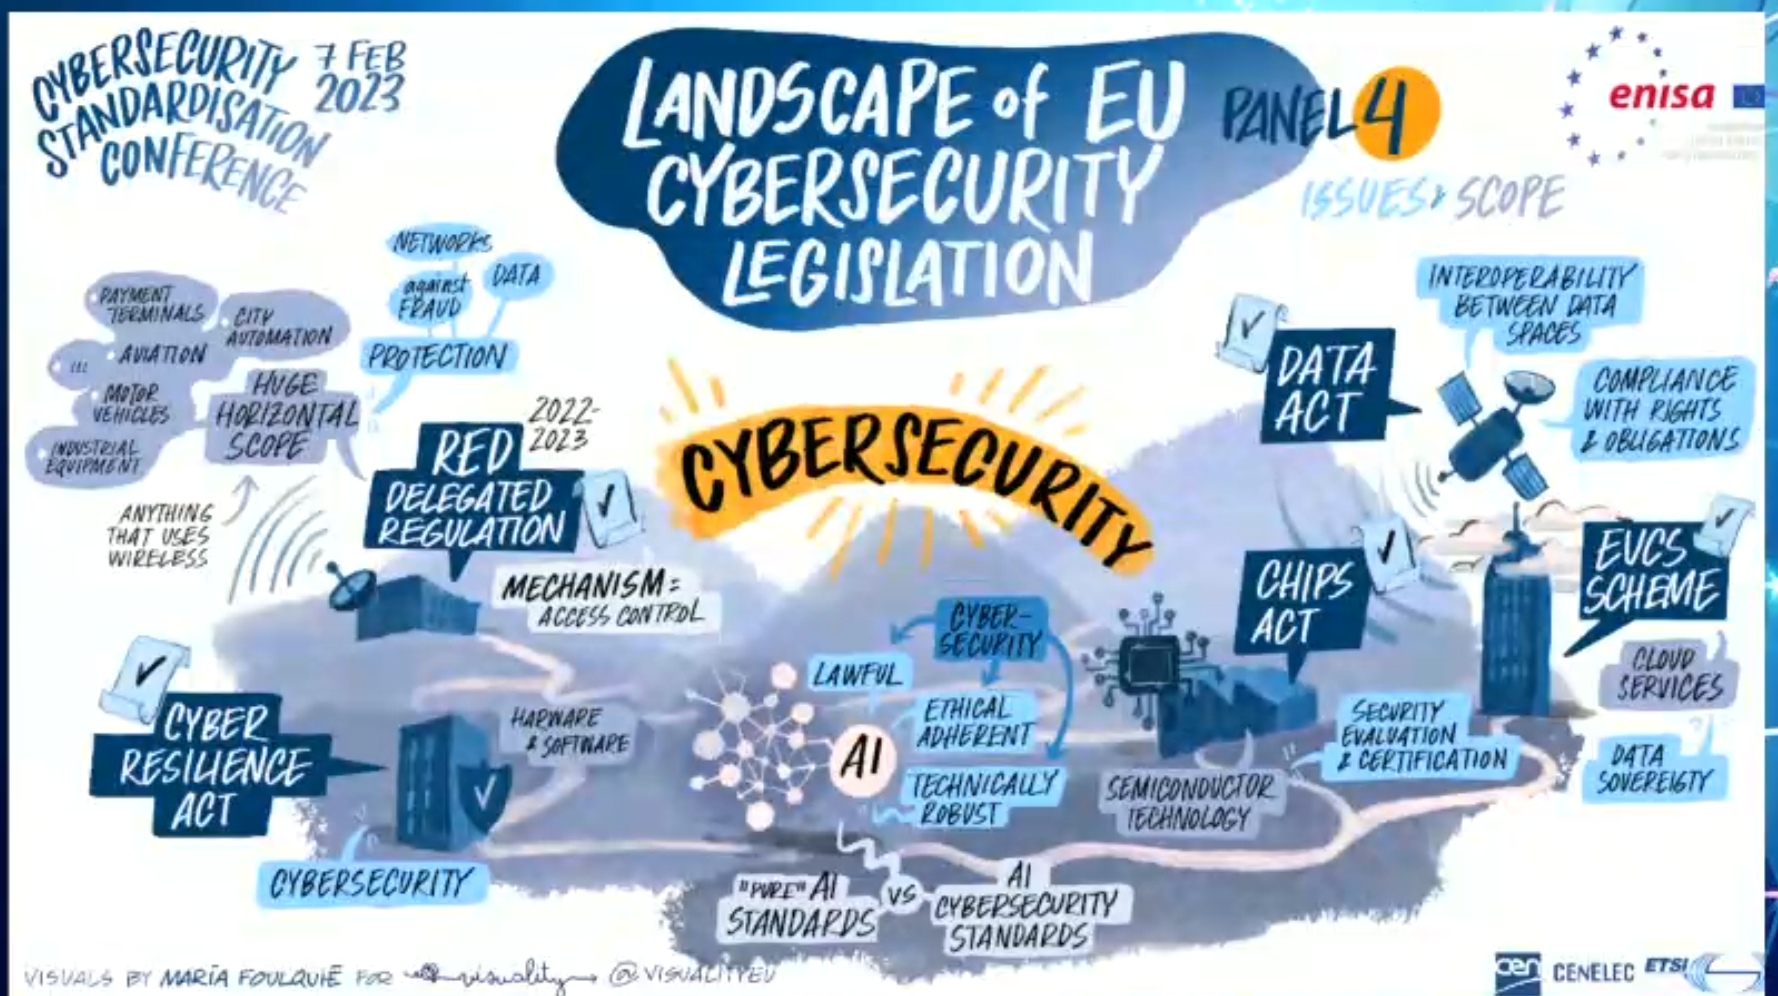 CYBERSECURITY
STANDARDISATION
CONFERENCE
7 FEB
2023
LANDSCAPE of EU
CYBERSECURITY
LEGISLATION
PANEL 4
ISSUES & SCOPE
enisa
NETWORKS
against
FRAUD
DATA
PROTECTION
PAYMENT
TERMINALS
CITY
AUTOMATION
AVIATION
...
MOTOR
VEHICLES
INDUSTRIAL
EQUIPMENT
HUGE
HORIZONTAL
SCOPE
ANYTHING
THAT USES
WIRELESS
2022-
2023
RED
DELEGATED
REGULATION
MECHANISM =
ACCESS CONTROL
CYBERSECURITY
DATA
ACT
INTEROPERABILITY
BETWEEN DATA
SPACES
COMPLIANCE
WITH RIGHTS
& OBLIGATIONS
CHIPS
ACT
EVCS
SCHEME
CLOUD
SERVICES
DATA
SOVEREIGTY
SECURITY
EVALUATION
& CERTIFICATION
SEMICONDUCTOR
TECHNOLOGY
CYBER-
SECURITY
LAWFUL
ETHICAL
ADHERENT
AI
TECHNICALLY
ROBUST
CYBER
RESILIENCE
ACT
HARWARE
& SOFTWARE
CYBERSECURITY
"PURE" AI
STANDARDS
VS
AI
CYBERSECURITY
STANDARDS
VISUALS BY MARÍA FOULQUIÉ FOR visuality @VISUALITYEU
cen CENELEC ETSI